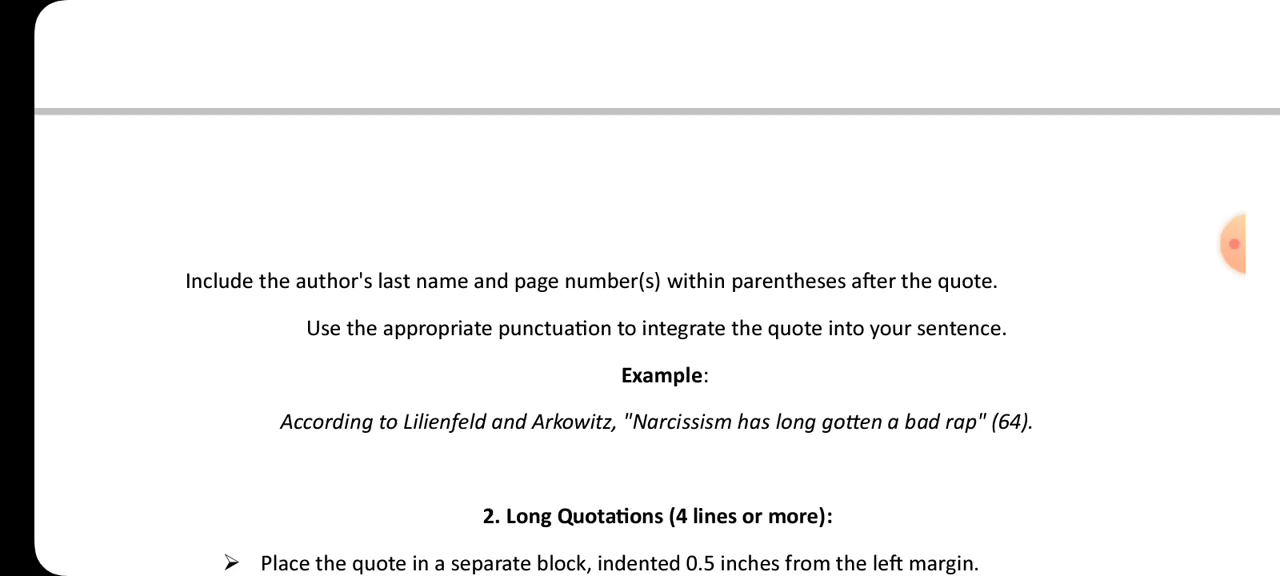 Include the author's last name and page number(s) within parentheses after the quote.
Use the appropriate punctuation to integrate the quote into your sentence.
Example:
According to Lilienfeld and Arkowitz, "Narcissism has long gotten a bad rap" (64).
2. Long Quotations (4 lines or more):
➢ Place the quote in a separate block, indented 0.5 inches from the left margin.